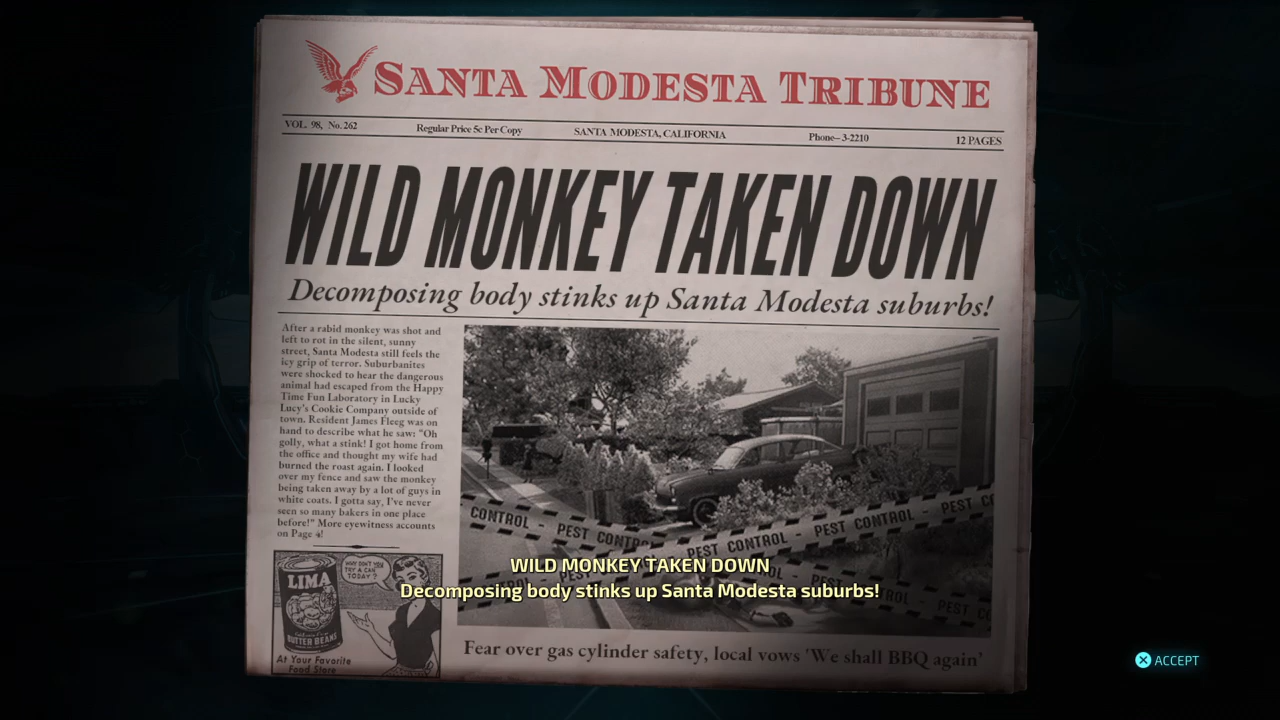 SANTA MODESTA TRIBUNE
VOL. 98, No. 262 Regular Price 5c Per Copy SANTA MODESTA, CALIFORNIA Phone–3-2210 12 PAGES
WILD MONKEY TAKEN DOWN
Decomposing body stinks up Santa Modesta suburbs!
After a rabid monkey was shot and
left to rot in the silent, sunny
street, Santa Modesta still feels the
icy grip of terror. Suburbanites
were shocked to hear the dangerous
animal had escaped from the Happy
Time Fun Laboratory in Lucky
Lucy's Cookie Company outside of
town. Resident James Fleeg was on
hand to describe what he saw: "Oh
golly, what a stink! I got home from
the office and thought my wife had
burned the roast again. I looked
over my fence and saw the monkey
being taken away by a lot of guys in
white coats. I gotta say, I've never
seen so many bakers in one place
before!" More eyewitness accounts
on Page 4!
WHY DON'T YOU
TRY A CAN
TODAY?
LIMA
BUTTER BEANS
At Your Favorite
Food Store
CONTROL - PEST CONTROL
PEST CONTROL - PEST CONTROL - PEST C
WILD MONKEY TAKEN DOWN
Decomposing body stinks up Santa Modesta suburbs!
Fear over gas cylinder safety, local vows 'We shall BBQ again'
ACCEPT